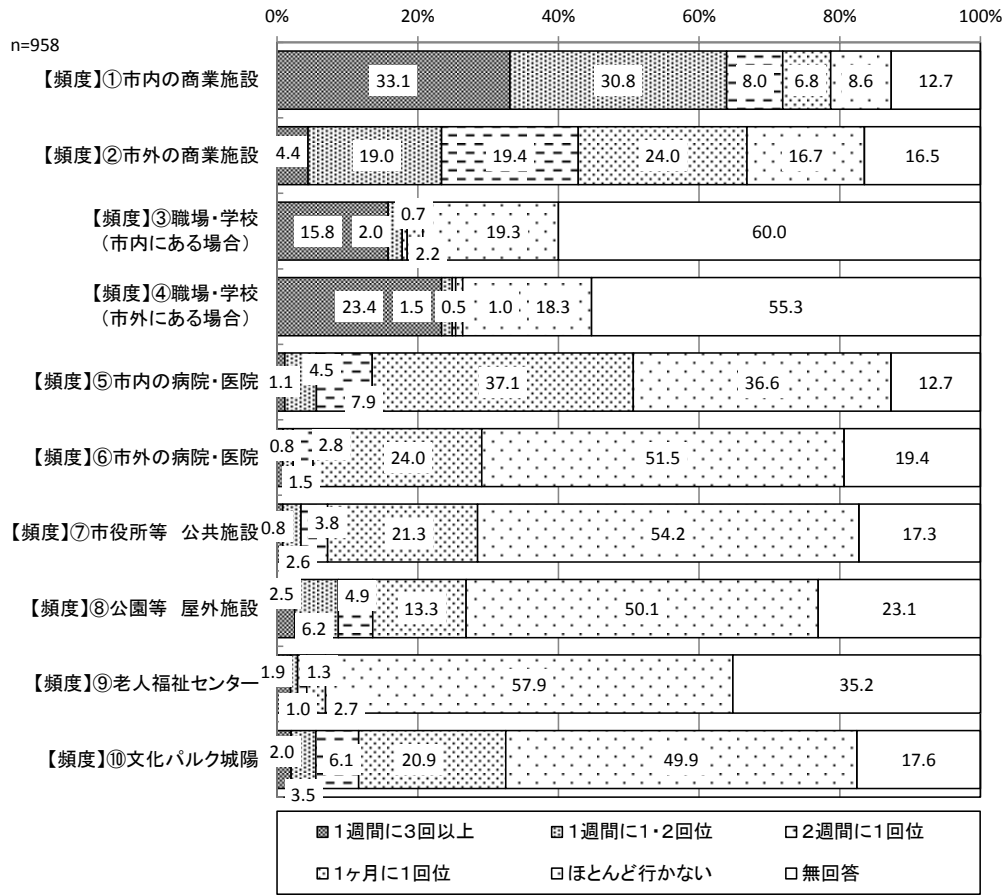 0% 20% 40% 60% 80% 100%
n=958
【頻度】①市内の商業施設 33.1 30.8 8.0 6.8 8.6 12.7
【頻度】②市外の商業施設 4.4 19.0 19.4 24.0 16.7 16.5
【頻度】③職場・学校
（市内にある場合） 15.8 2.0 0.7 2.2 19.3 60.0
【頻度】④職場・学校
（市外にある場合） 23.4 1.5 0.5 1.0 18.3 55.3
【頻度】⑤市内の病院・医院 1.1 4.5 7.9 37.1 36.6 12.7
【頻度】⑥市外の病院・医院 0.8 1.5 2.8 24.0 51.5 19.4
【頻度】⑦市役所等　公共施設 0.8 2.6 3.8 21.3 54.2 17.3
【頻度】⑧公園等　屋外施設 2.5 6.2 4.9 13.3 50.1 23.1
【頻度】⑨老人福祉センター 1.9 1.0 1.3 2.7 57.9 35.2
【頻度】⑩文化パルク城陽 2.0 3.5 6.1 20.9 49.9 17.6
1週間に3回以上 1週間に1・2回位 2週間に1回位
1ヶ月に1回位 ほとんど行かない 無回答